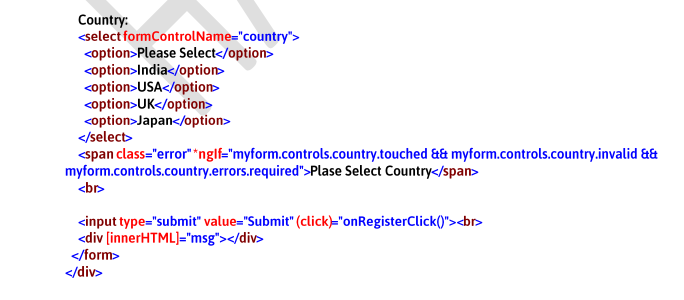 Country:
<select formControlName="country">
<option>Please Select</option>
<option>India</option>
<option>USA</option>
<option>UK</option>
<option>Japan</option>
</select>
<span class="error" *ngIf="myform.controls.country.touched && myform.controls.country.invalid &&
myform.controls.country.errors.required">Plase Select Country</span>
<br>
<input type="submit" value="Submit" (click)="onRegisterClick()"><br>
<div [innerHTML]="msg"></div>
</form>
</div>